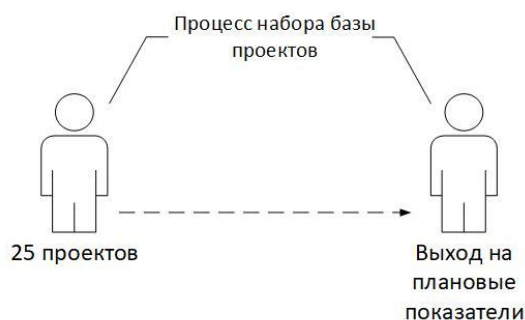 Процесс набора базы
проектов
25 проектов
Выход на
плановые
показатели